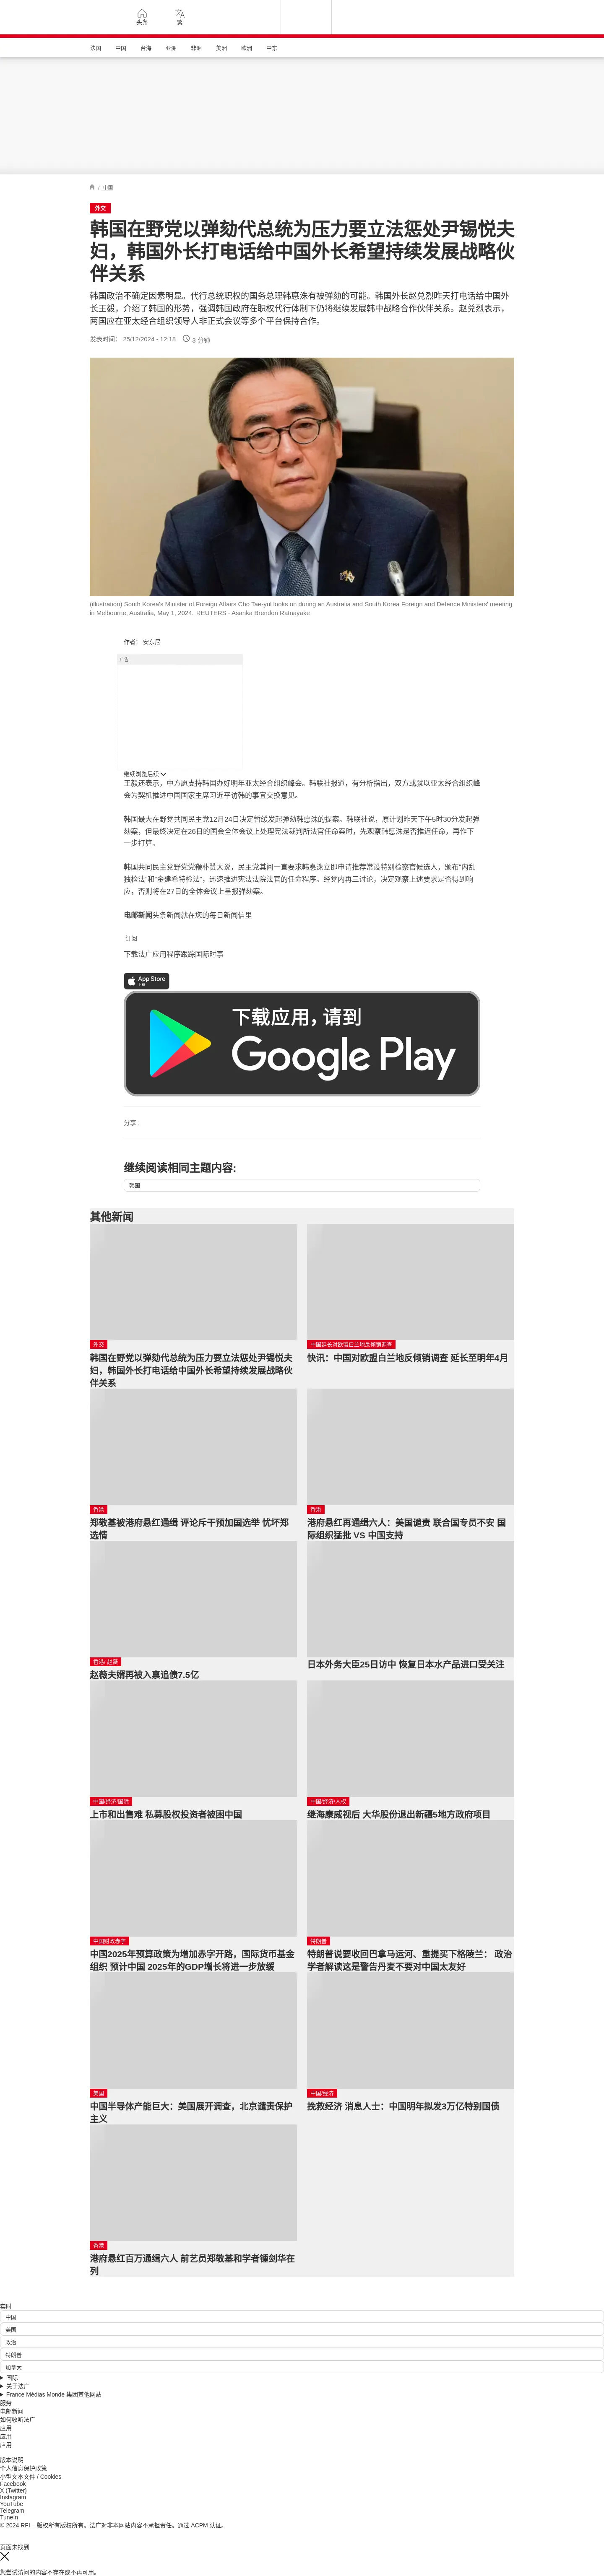 头条
繁
法国
中国
台海
亚洲
非洲
美洲
欧洲
中东
/ 中国
外交
韩国在野党以弹劾代总统为压力要立法惩处尹锡悦夫
妇，韩国外长打电话给中国外长希望持续发展战略伙
伴关系
韩国政治不确定因素明显。代行总统职权的国务总理韩悳洙有被弹劾的可能。韩国外长赵兑烈昨天打电话给中国外
长王毅，介绍了韩国的形势，强调韩国政府在职权代行体制下仍将继续发展韩中战略合作伙伴关系。赵兑烈表示，
两国应在亚太经合组织领导人非正式会议等多个平台保持合作。
发表时间： 25/12/2024 - 12:18
3 分钟
(illustration) South Korea's Minister of Foreign Affairs Cho Tae-yul looks on during an Australia and South Korea Foreign and Defence Ministers' meeting
in Melbourne, Australia, May 1, 2024. REUTERS - Asanka Brendon Ratnayake
作者： 安东尼
广告
继续浏览后续
王毅还表示，中方愿支持韩国办好明年亚太经合组织峰会。韩联社报道，有分析指出，双方或就以亚太经合组织峰
会为契机推进中国国家主席习近平访韩的事宜交换意见。
韩国最大在野党共同民主党12月24日决定暂缓发起弹劾韩悳洙的提案。韩联社说，原计划昨天下午5时30分发起弹
劾案，但最终决定在26日的国会全体会议上处理宪法裁判所法官任命案时，先观察韩悳洙是否推迟任命，再作下
一步打算。
韩国共同民主党野党党鞭朴赞大说，民主党其间一直要求韩悳洙立即申请推荐常设特别检察官候选人，颁布“内乱
独检法”和“金建希特检法”，迅速推进宪法法院法官的任命程序。经党内再三讨论，决定观察上述要求是否得到响
应，否则将在27日的全体会议上呈报弹劾案。
电邮新闻头条新闻就在您的每日新闻信里
订阅
下载法广应用程序跟踪国际时事
App Store
下载
下载应用，请到
Google Play
分享 :
继续阅读相同主题内容:
韩国
其他新闻
外交
韩国在野党以弹劾代总统为压力要立法惩处尹锡悦夫
妇，韩国外长打电话给中国外长希望持续发展战略伙
伴关系
中国延长对欧盟白兰地反倾销调查
快讯：中国对欧盟白兰地反倾销调查 延长至明年4月
香港
郑敬基被港府悬红通缉 评论斥干预加国选举 忧坏郑
选情
香港
港府悬红再通缉六人：美国谴责 联合国专员不安 国
际组织猛批 VS 中国支持
香港/ 赵薇
赵薇夫婿再被入禀追债7.5亿
日本外务大臣25日访中 恢复日本水产品进口受关注
中国/经济/国际
上市和出售难 私募股权投资者被困中国
中国/经济/人权
继海康威视后 大华股份退出新疆5地方政府项目
中国财政赤字
中国2025年预算政策为增加赤字开路，国际货币基金
组织 预计中国 2025年的GDP增长将进一步放缓
特朗普
特朗普说要收回巴拿马运河、重提买下格陵兰： 政治
学者解读这是警告丹麦不要对中国太友好
美国
中国半导体产能巨大：美国展开调查，北京谴责保护
主义
中国/经济
挽救经济 消息人士：中国明年拟发3万亿特别国债
香港
港府悬红百万通缉六人 前艺员郑敬基和学者锺剑华在
列
实时
中国
美国
政治
特朗普
加拿大
国际
关于法广
France Médias Monde 集团其他网站
服务
电邮新闻
如何收听法广
应用
应用
应用
版本说明
个人信息保护政策
小型文本文件 / Cookies
Facebook
X (Twitter)
Instagram
YouTube
Telegram
TuneIn
© 2024 RFI – 版权所有版权所有。法广对非本网站内容不承担责任。通过 ACPM 认证。
页面未找到
您尝试访问的内容不存在或不再可用。